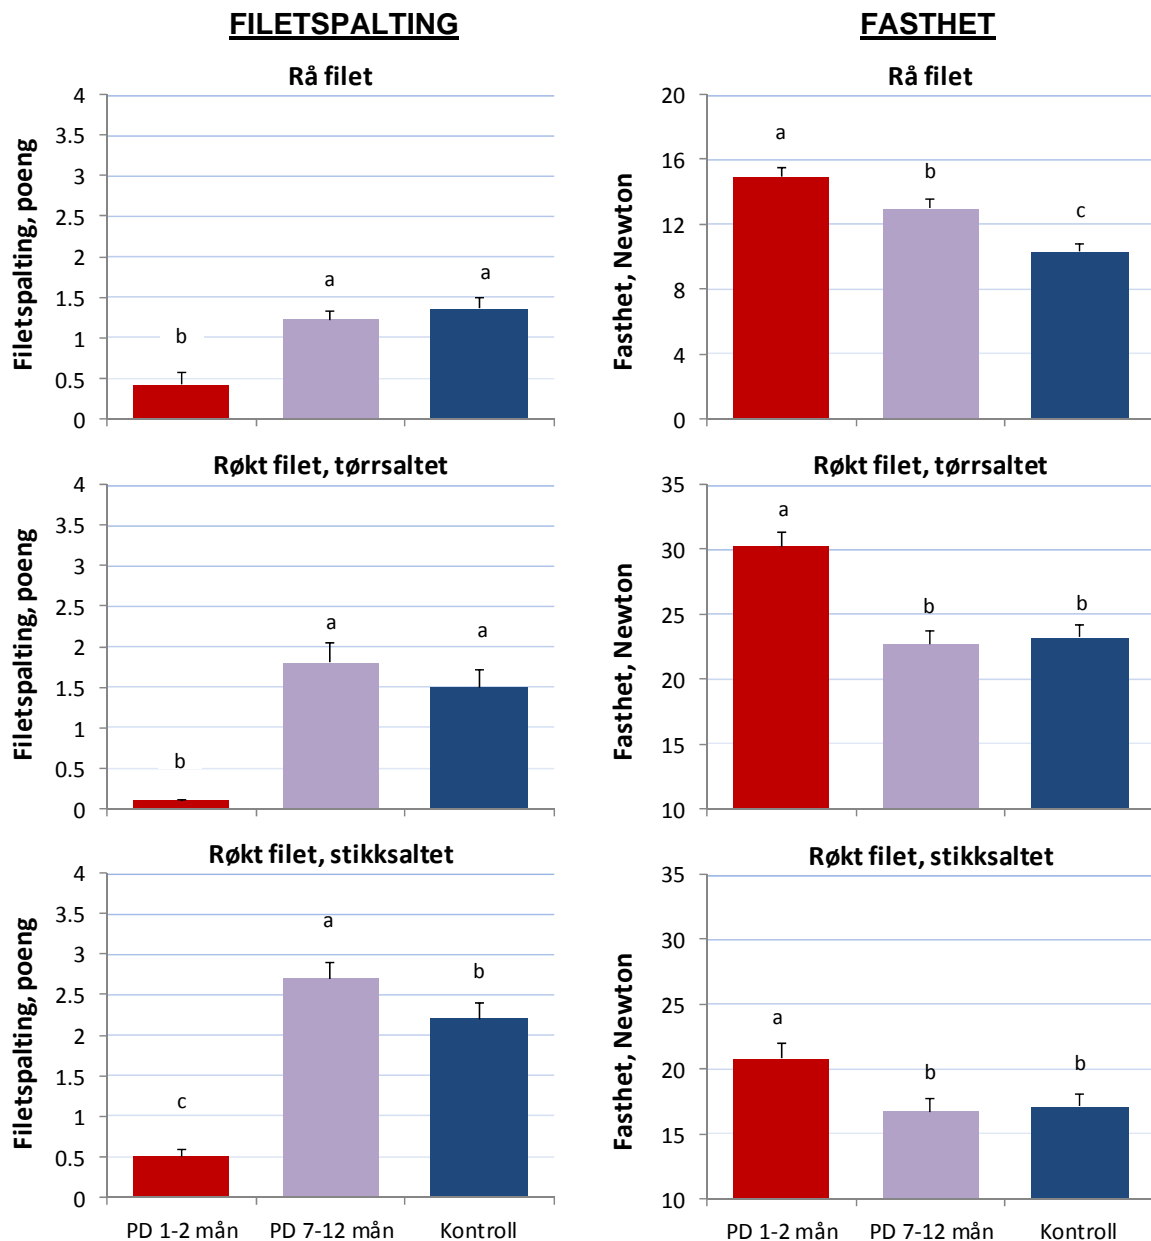 FILETSPALTING
Rå filet
Filetspalting, poeng
4
3.5
3
2.5
2
1.5
1
0.5
0
b
a
a
Røkt filet, tørrsaltet
Filetspalting, poeng
4
3.5
3
2.5
2
1.5
1
0.5
0
b
a
a
Røkt filet, stikksaltet
Filetspalting, poeng
4
3.5
3
2.5
2
1.5
1
0.5
0
c
a
b
PD 1-2 mån PD 7-12 mån Kontroll
FASTHET
Rå filet
Fasthet, Newton
20
16
12
8
4
0
a
b
c
Røkt filet, tørrsaltet
Fasthet, Newton
35
30
25
20
15
10
a
b
b
Røkt filet, stikksaltet
Fasthet, Newton
35
30
25
20
15
10
a
b
b
PD 1-2 mån PD 7-12 mån Kontroll